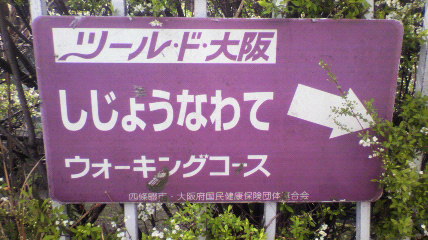 ツール・ド・大阪
しじょうなわて
ウォーキングコース
四條畷市・大阪府国民健康保険団体連合会